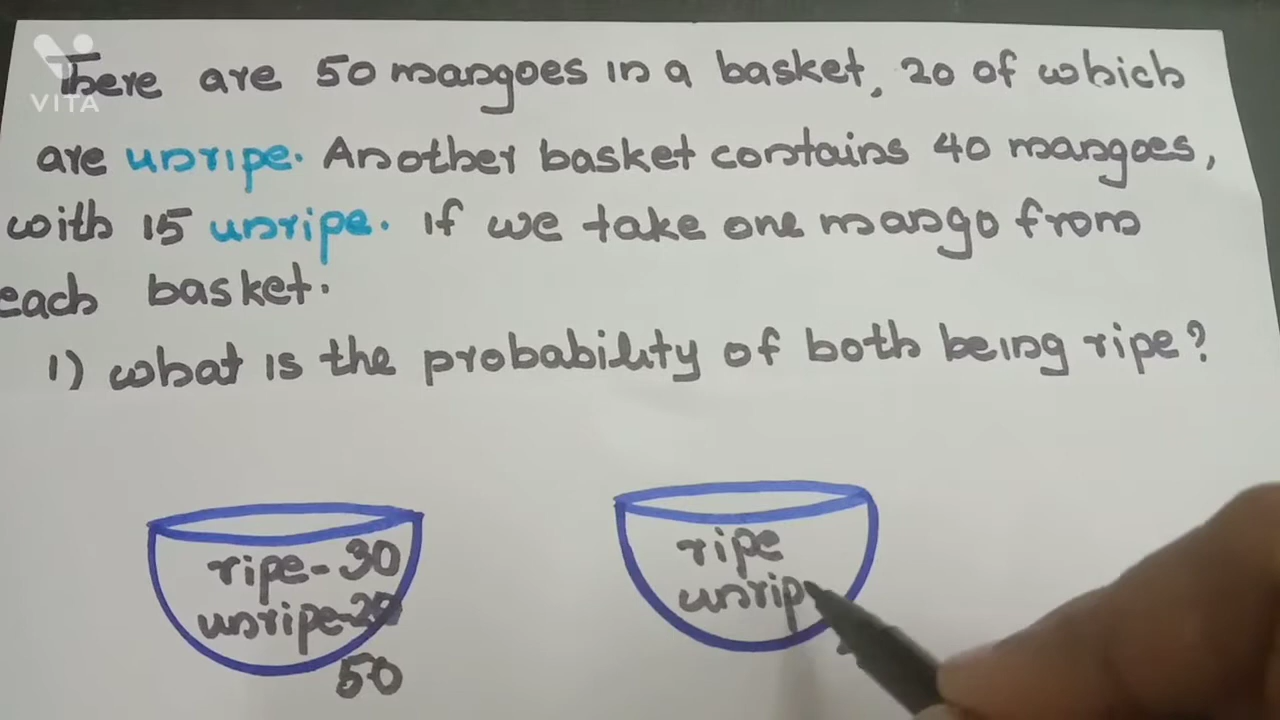 VITA
There are 50 mangoes in a basket, 20 of which
are unripe. Another basket contains 40 mangoes,
with 15 unripe. If we take one mango from
each basket.
1) what is the probability of both being ripe?
ripe-30
unripe-20
50
ripe
unrip